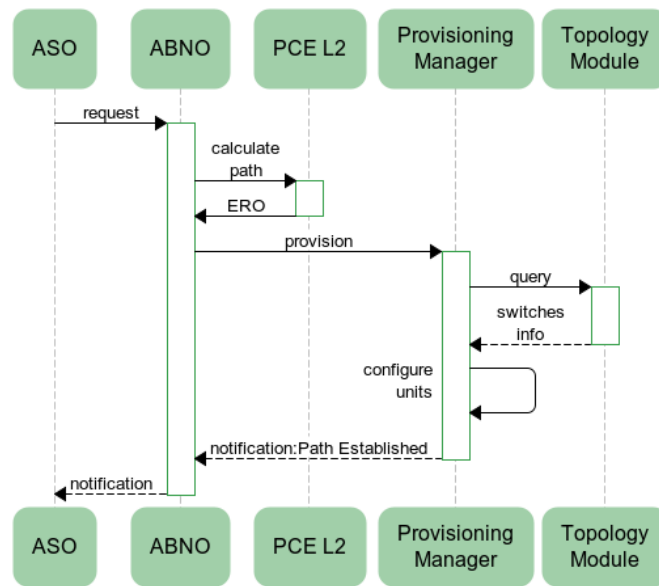 ASO
ABNO
PCE L2
Provisioning
Manager
Topology
Module
request
calculate
path
ERO
provision
query
switches
info
configure
units
notification:Path Established
notification
ASO
ABNO
PCE L2
Provisioning
Manager
Topology
Module